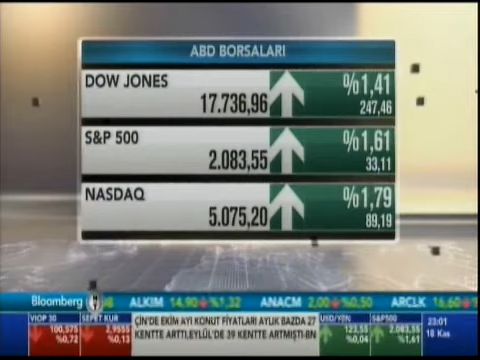 ABD BORSALARI
DOW JONES
17.736,96
%1,41
247,46
S&P 500
2.083,55
%1,61
33,11
NASDAQ
5.075,20
%1,79
89,19
Bloomberg HT
ALKIM 14,90 %1,32 ANACM 2,00 %0,50 ARCLK 16,60
VIOP 30
100,575
%0,72
SEPET KUR
2,9555
%0,13
ÇİN'DE EKİM AYI KONUT FİYATLARI AYLIK BAZDA 27
KENTTE ARTTI,EYLÜL'DE 39 KENTTE ARTMIŞTI-BN
USD/YEN
123,55
%0,04
S&P500
2.083,55
%1,61
23:01
18 Kas